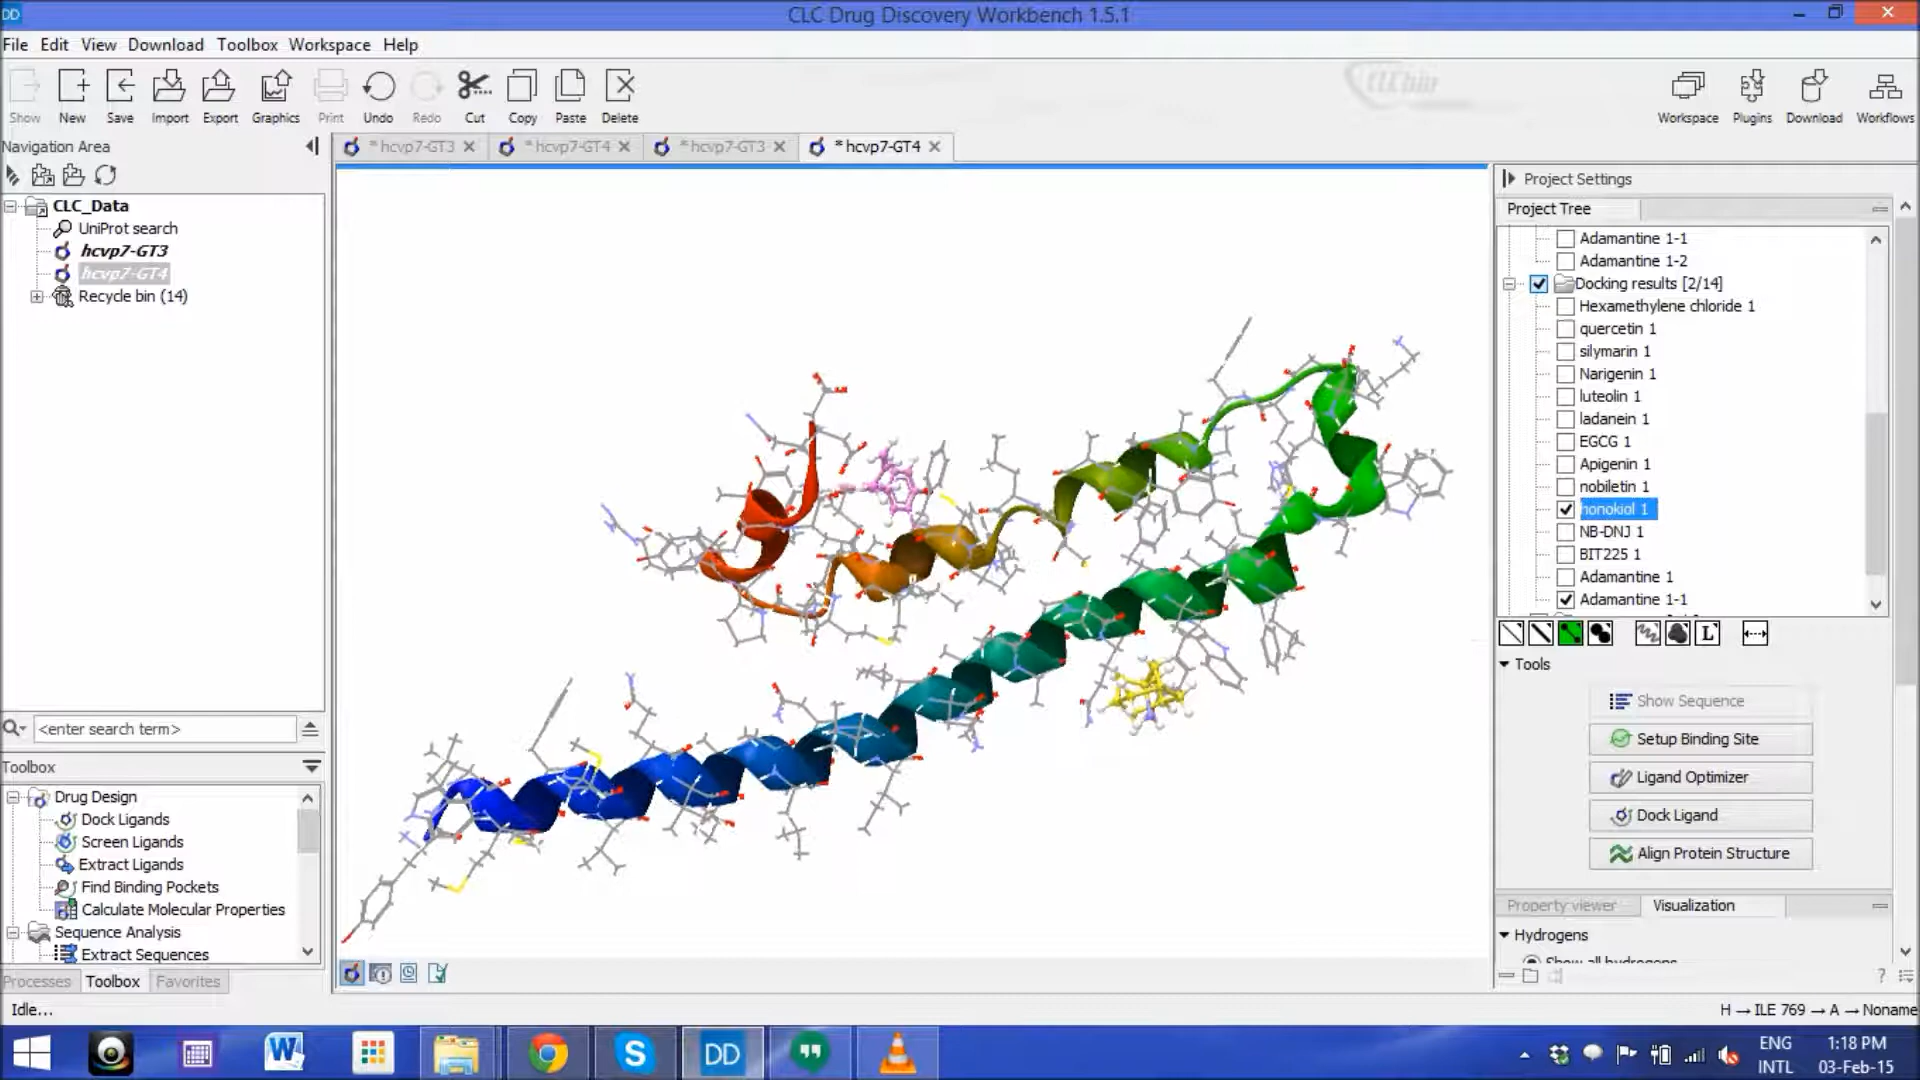 DD
CLC Drug Discovery Workbench 1.5.1
File Edit View Download Toolbox Workspace Help
Show New Save Import Export Graphics Print Undo Redo Cut Copy Paste Delete
Workspace Plugins Download Workflows
Navigation Area
* hcvp7-GT3 * hcvp7-GT4 * hcvp7-GT3 * hcvp7-GT4
CLC_Data
UniProt search
hcvp7-GT3
hcvp7-GT4
Recycle bin (14)
<enter search term>
Toolbox
Drug Design
Dock Ligands
Screen Ligands
Extract Ligands
Find Binding Pockets
Calculate Molecular Properties
Sequence Analysis
Extract Sequences
Processes Toolbox Favorites
Idle...
Project Settings
Project Tree
Adamantine 1-1
Adamantine 1-2
Docking results [2/14]
Hexamethylene chloride 1
quercetin 1
silymarin 1
Narigenin 1
luteolin 1
ladanein 1
EGCG 1
Apigenin 1
nobiletin 1
honokiol 1
NB-DNJ 1
BIT225 1
Adamantine 1
Adamantine 1-1
L
Tools
Show Sequence
Setup Binding Site
Ligand Optimizer
Dock Ligand
Align Protein Structure
Property viewer Visualization
Hydrogens
Show all hydrogens
H → ILE 769 → A → Noname
DD
ENG
INTL
1:18 PM
03-Feb-15